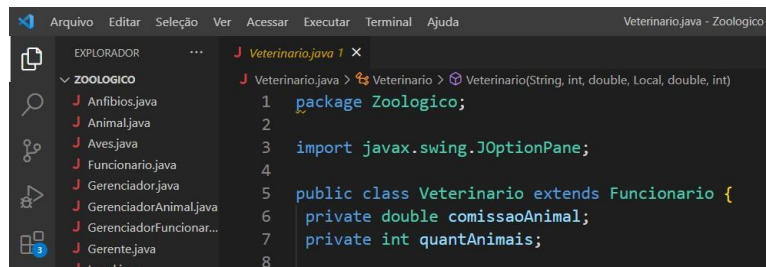 Arquivo Editar Seleção Ver Acessar Executar Terminal Ajuda Veterinario.java - Zoologico
EXPLORADOR ...
ZOOLOGICO
J Anfibios.java
J Animal.java
J Aves.java
J Funcionario.java
J Gerenciador.java
J GerenciadorAnimal.java
J GerenciadorFuncionar...
J Gerente.java
3
J Veterinario.java 1
J Veterinario.java > Veterinario > Veterinario(String, int, double, Local, double, int)
1 package Zoologico;
2
3 import javax.swing.JOptionPane;
4
5 public class Veterinario extends Funcionario {
6 private double comissaoAnimal;
7 private int quantAnimais;
8